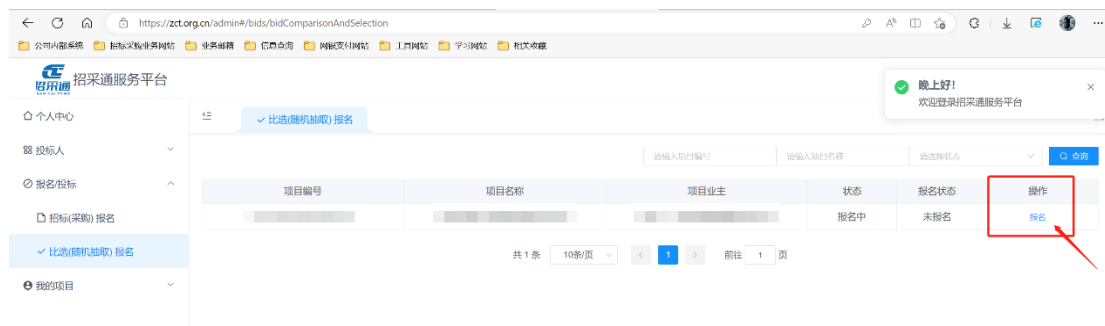 https://zct.org.cn/admin#/bids/bidComparisonAndSelection
公司内部系统 招标采购业务网站 业务邮箱 信息查询 网银支付网站 工具网站 学习网站 相关收藏
招采通 招采通服务平台
晚上好!
欢迎登录招采通服务平台
个人中心
✓ 比选(随机抽取) 报名
投标人
请输入项目编号 请输入项目名称 请选择状态 查询
报名/投标
项目编号 项目名称 项目业主 状态 报名状态 操作
招标(采购) 报名
报名中 未报名 报名
✓ 比选(随机抽取) 报名
共 1 条 10条/页 < 1 > 前往 1 页
我的项目